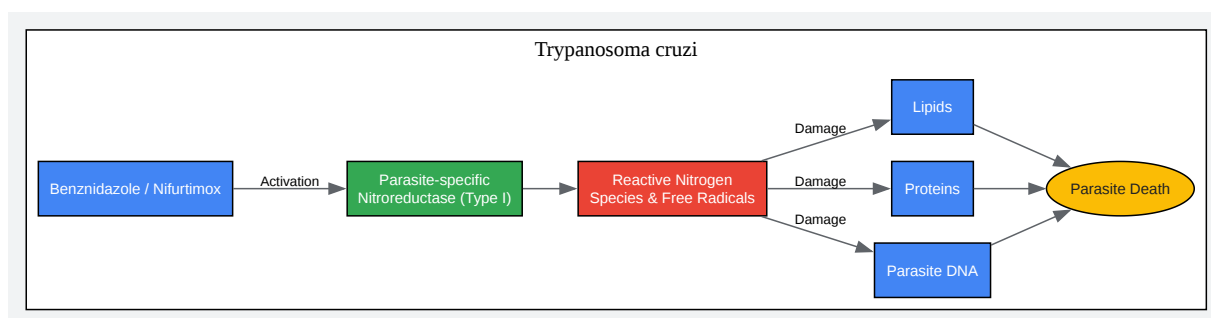 Trypanosoma cruzi
Benznidazole / Nifurtimox
Activation
Parasite-specific
Nitroreductase (Type I)
Reactive Nitrogen
Species & Free Radicals
Damage
Damage
Damage
Lipids
Proteins
Parasite DNA
Parasite Death